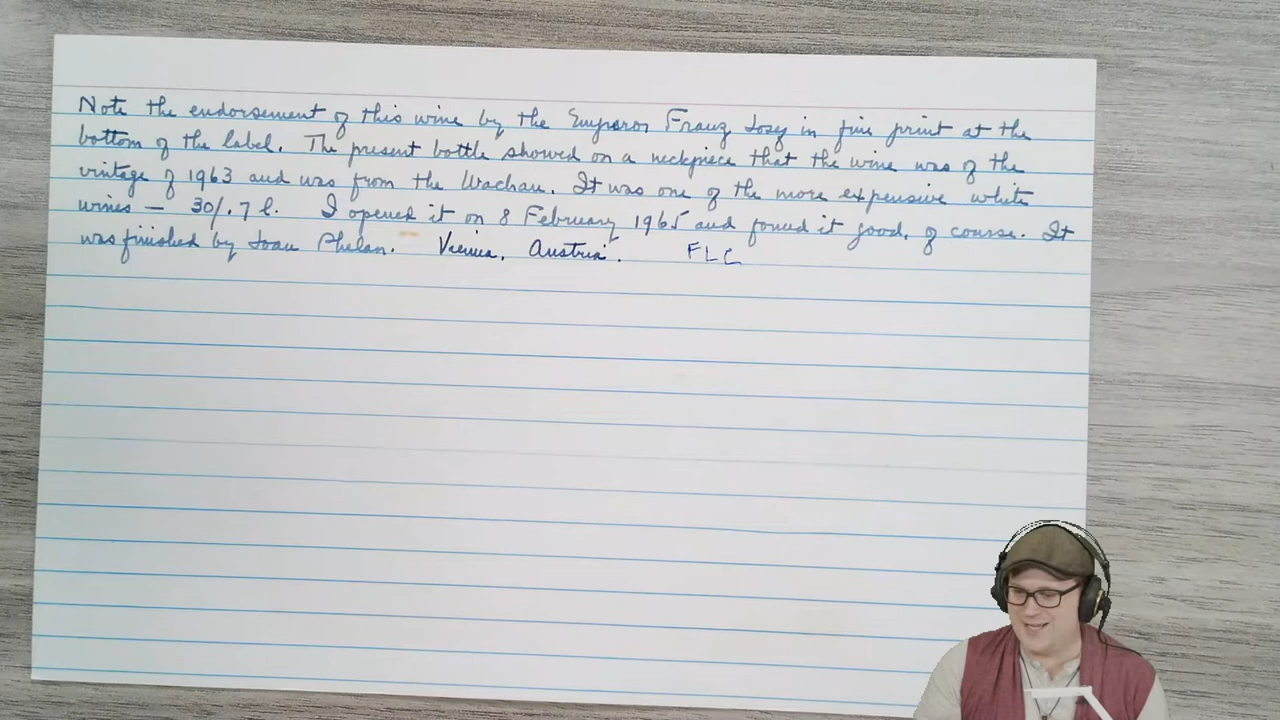 Note the endorsement of this wine by the Emperor Franz Josef in fine print at the
bottom of the label. The present bottle showed on a neckpiece that the wine was of the
vintage of 1963 and was from the Wachau. It was one of the more expensive white
wines — 30/.7 l. I opened it on 8 February 1965 and found it good, of course. It
was finished by Joan Phelan. Vienna, Austria. FLC